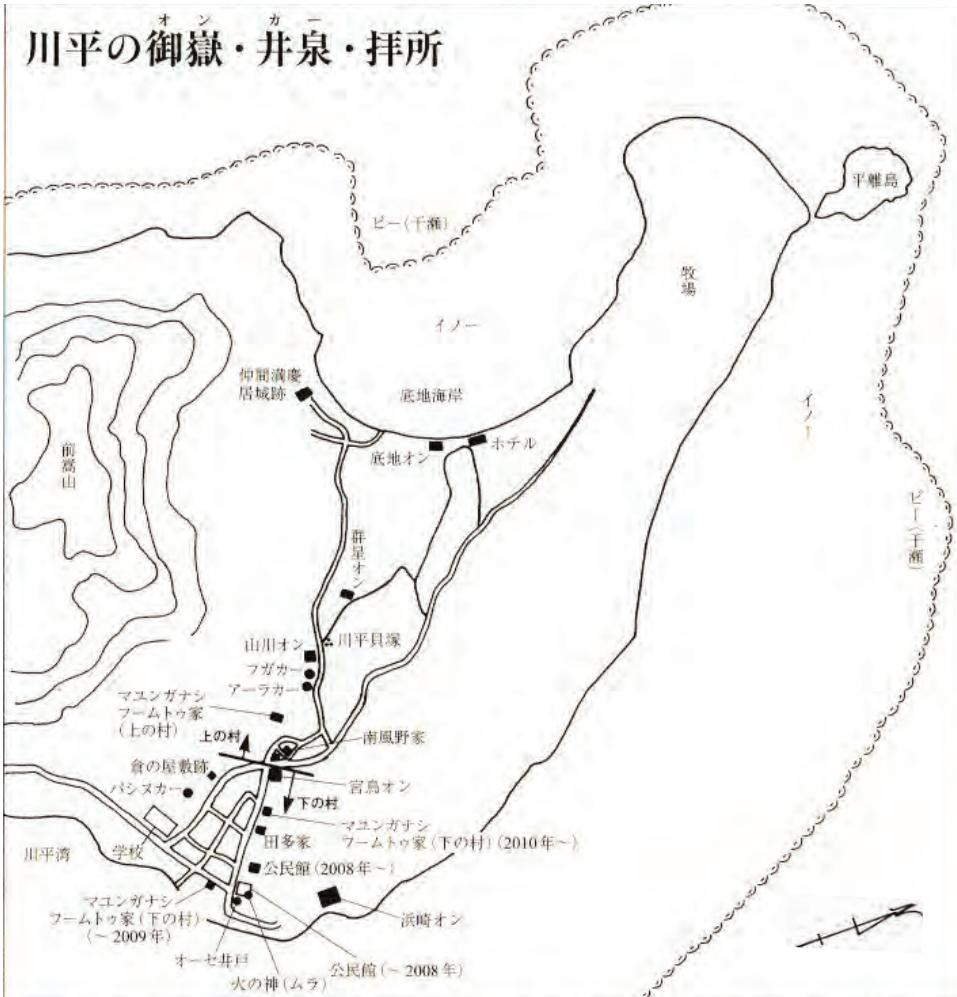 オン カー
川平の御嶽・井泉・拝所
平離島
ピー(干瀬)
牧場
イノー
仲間満慶
居城跡
底地海岸
イノー
前嵩山
底地オン
ホテル
ピー(干瀬)
群星オン
山川オン
川平貝塚
フガカー
アーラカー
マユンガナシ
フームトゥ家
(上の村)
上の村
南風野家
倉の屋敷跡
宮鳥オン
パシヌカー
下の村
マユンガナシ
フームトゥ家(下の村)(2010年～)
田多家
川平湾
学校
公民館(2008年～)
マユンガナシ
フームトゥ家(下の村)
(～2009年)
浜崎オン
オーセ井戸
公民館(～2008年)
火の神(ムラ)